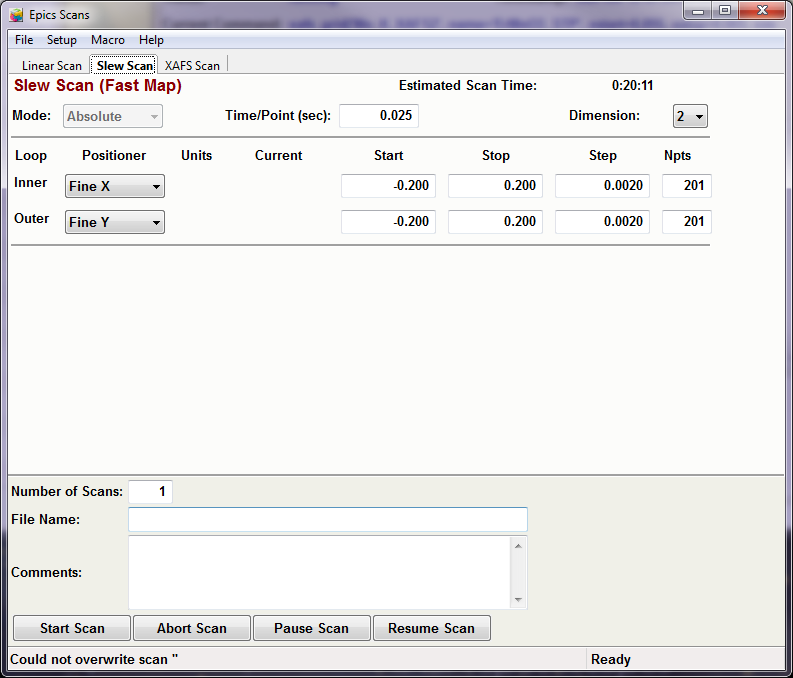 Epics Scans
File Setup Macro Help
Linear Scan Slew Scan XAFS Scan
Slew Scan (Fast Map) Estimated Scan Time: 0:20:11
Mode: Absolute Time/Point (sec): 0.025 Dimension: 2
Loop Positioner Units Current Start Stop Step Npts
Inner Fine X -0.200 0.200 0.0020 201
Outer Fine Y -0.200 0.200 0.0020 201
Number of Scans: 1
File Name:
Comments:
Start Scan Abort Scan Pause Scan Resume Scan
Could not overwrite scan '' Ready